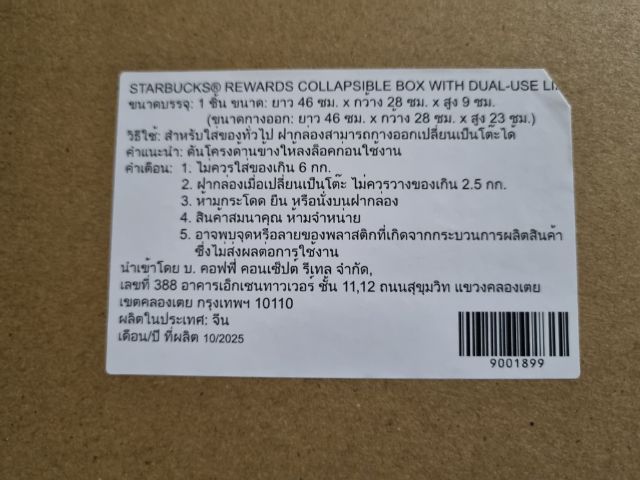 STARBUCKS® REWARDS COLLAPSIBLE BOX WITH DUAL-USE
ขนาดบรรจุ: 1 ชิ้น ขนาด: ยาว 46 ซม. x กว้าง 28 ซม. x สูง 9 ซม.
(ขนาดกางออก: ยาว 46 ซม. x กว้าง 28 ซม. x สูง 23 ซม.)
วิธีใช้: สำหรับใส่ของทั่วไป ฝากล่องสามารถกางออกเปลี่ยนเป็นโต๊ะได้
คำแนะนำ: ดันโครงด้านข้างให้ลงล็อคก่อนใช้งาน
คำเตือน: 1. ไม่ควรใส่ของเกิน 6 กก.
2. ฝากล่องเมื่อเปลี่ยนเป็นโต๊ะ ไม่ควรวางของเกิน 2.5 กก.
3. ห้ามกระโดด ยืน หรือนั่งบนฝากล่อง
4. สินค้าสมนาคุณ ห้ามจำหน่าย
5. อาจพบจุดหรือลายของพลาสติกที่เกิดจากกระบวนการผลิตสินค้า
ซึ่งไม่ส่งผลต่อการใช้งาน
นำเข้าโดย บ. คอฟฟี่ คอนเซ็ปต์ รีเทล จำกัด,
เลขที่ 388 อาคารเอ็กเชนทาวเวอร์ ชั้น 11,12 ถนนสุขุมวิท แขวงคลองเตย
เขตคลองเตย กรุงเทพฯ 10110
ผลิตในประเทศ: จีน
เดือน/ปี ที่ผลิต 10/2025
9001899